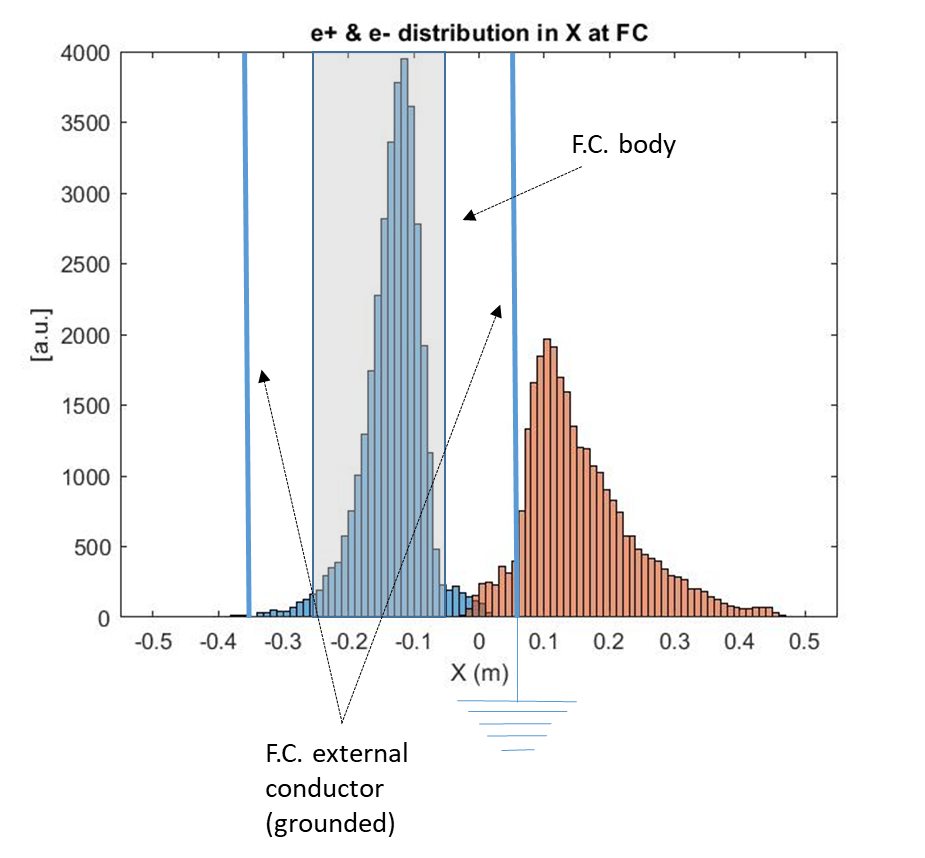 e+ & e- distribution in X at FC
4000
3500
3000
2500
2000
1500
1000
500
0
[a.u.]
F.C. body
-0.5
-0.4
-0.3
-0.2
-0.1
0
0.1
0.2
0.3
0.4
0.5
X (m)
F.C. external
conductor
(grounded)